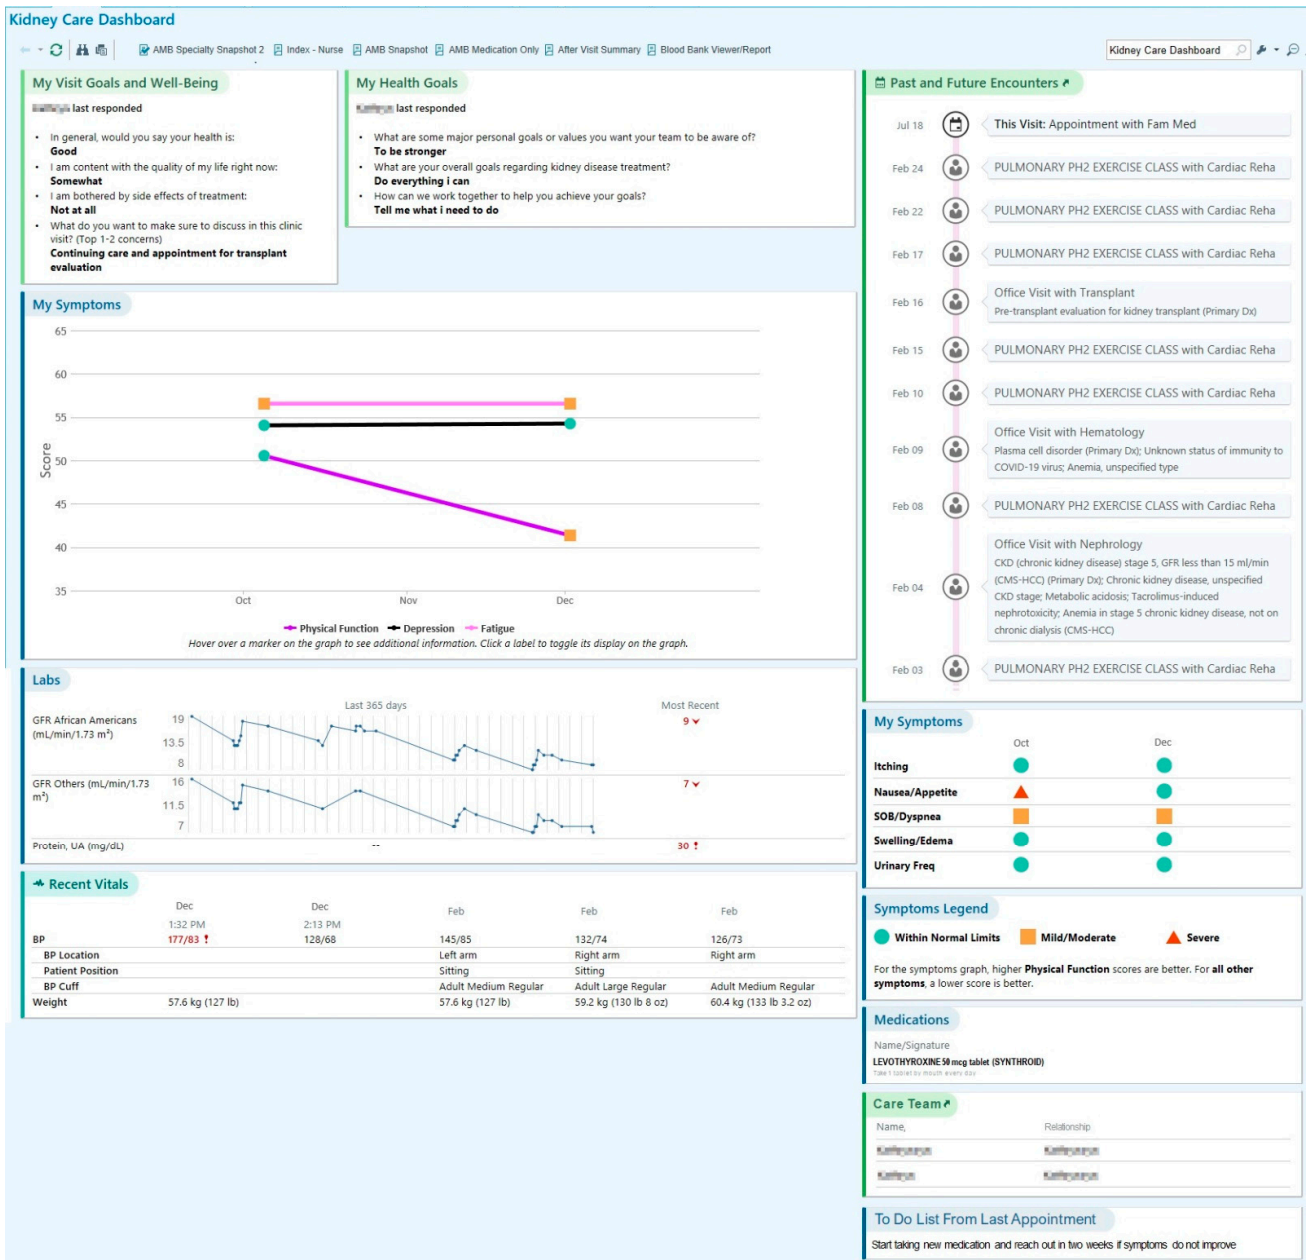 Kidney Care Dashboard
AMB Specialty Snapshot 2 Index - Nurse AMB Snapshot AMB Medication Only After Visit Summary Blood Bank Viewer/Report
Kidney Care Dashboard
My Visit Goals and Well-Being
last responded
• In general, would you say your health is:
Good
• I am content with the quality of my life right now:
Somewhat
• I am bothered by side effects of treatment:
Not at all
• What do you want to make sure to discuss in this clinic
visit? (Top 1-2 concerns)
Continuing care and appointment for transplant
evaluation
My Health Goals
last responded
• What are some major personal goals or values you want your team to be aware of?
To be stronger
• What are your overall goals regarding kidney disease treatment?
Do everything i can
• How can we work together to help you achieve your goals?
Tell me what i need to do
My Symptoms
65
60
55
50
45
40
35
Score
Oct Nov Dec
Physical Function Depression Fatigue
Hover over a marker on the graph to see additional information. Click a label to toggle its display on the graph.
Labs
Last 365 days Most Recent
GFR African Americans
(mL/min/1.73 m²)
19
13.5
8
9
GFR Others (mL/min/1.73
m²)
16
11.5
7
7
Protein, UA (mg/dL) -- 30 !
Recent Vitals
Dec Dec Feb Feb Feb
1:32 PM 2:13 PM
BP 177/83 ! 128/68 145/85 132/74 126/73
BP Location Left arm Right arm Right arm
Patient Position Sitting Sitting
BP Cuff Adult Medium Regular Adult Large Regular Adult Medium Regular
Weight 57.6 kg (127 lb) 57.6 kg (127 lb) 59.2 kg (130 lb 8 oz) 60.4 kg (133 lb 3.2 oz)
Past and Future Encounters
Jul 18 This Visit: Appointment with Fam Med
Feb 24 PULMONARY PH2 EXERCISE CLASS with Cardiac Reha
Feb 22 PULMONARY PH2 EXERCISE CLASS with Cardiac Reha
Feb 17 PULMONARY PH2 EXERCISE CLASS with Cardiac Reha
Feb 16 Office Visit with Transplant
Pre-transplant evaluation for kidney transplant (Primary Dx)
Feb 15 PULMONARY PH2 EXERCISE CLASS with Cardiac Reha
Feb 10 PULMONARY PH2 EXERCISE CLASS with Cardiac Reha
Feb 09 Office Visit with Hematology
Plasma cell disorder (Primary Dx); Unknown status of immunity to
COVID-19 virus; Anemia, unspecified type
Feb 08 PULMONARY PH2 EXERCISE CLASS with Cardiac Reha
Feb 04 Office Visit with Nephrology
CKD (chronic kidney disease) stage 5, GFR less than 15 ml/min
(CMS-HCC) (Primary Dx); Chronic kidney disease, unspecified
CKD stage; Metabolic acidosis; Tacrolimus-induced
nephrotoxicity; Anemia in stage 5 chronic kidney disease, not on
chronic dialysis (CMS-HCC)
Feb 03 PULMONARY PH2 EXERCISE CLASS with Cardiac Reha
My Symptoms
Oct Dec
Itching
Nausea/Appetite
SOB/Dyspnea
Swelling/Edema
Urinary Freq
Symptoms Legend
Within Normal Limits Mild/Moderate Severe
For the symptoms graph, higher Physical Function scores are better. For all other
symptoms, a lower score is better.
Medications
Name/Signature
LEVOTHYROXINE 50 mcg tablet (SYNTHROID)
Take 1 tablet by mouth every day
Care Team
Name, Relationship
To Do List From Last Appointment
Start taking new medication and reach out in two weeks if symptoms do not improve